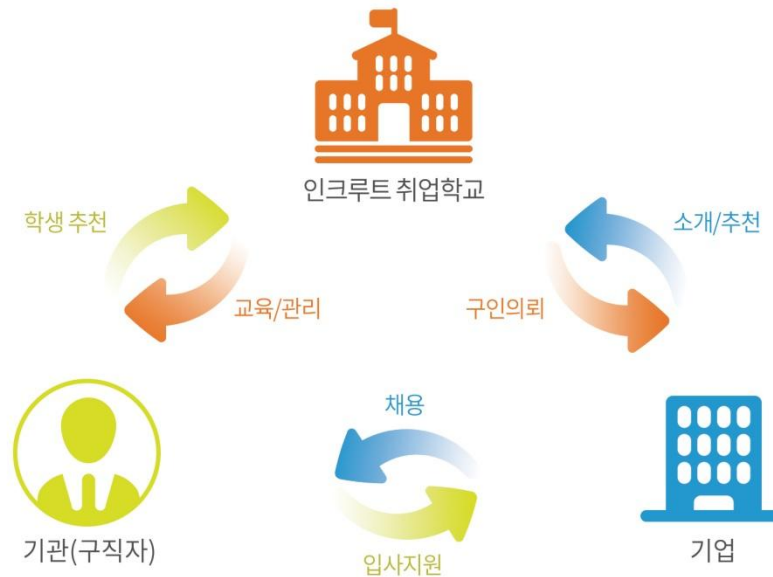 인크루트 취업학교
학생 추천
소개/추천
교육/관리
구인의뢰
채용
기관(구직자)
기업
입사지원